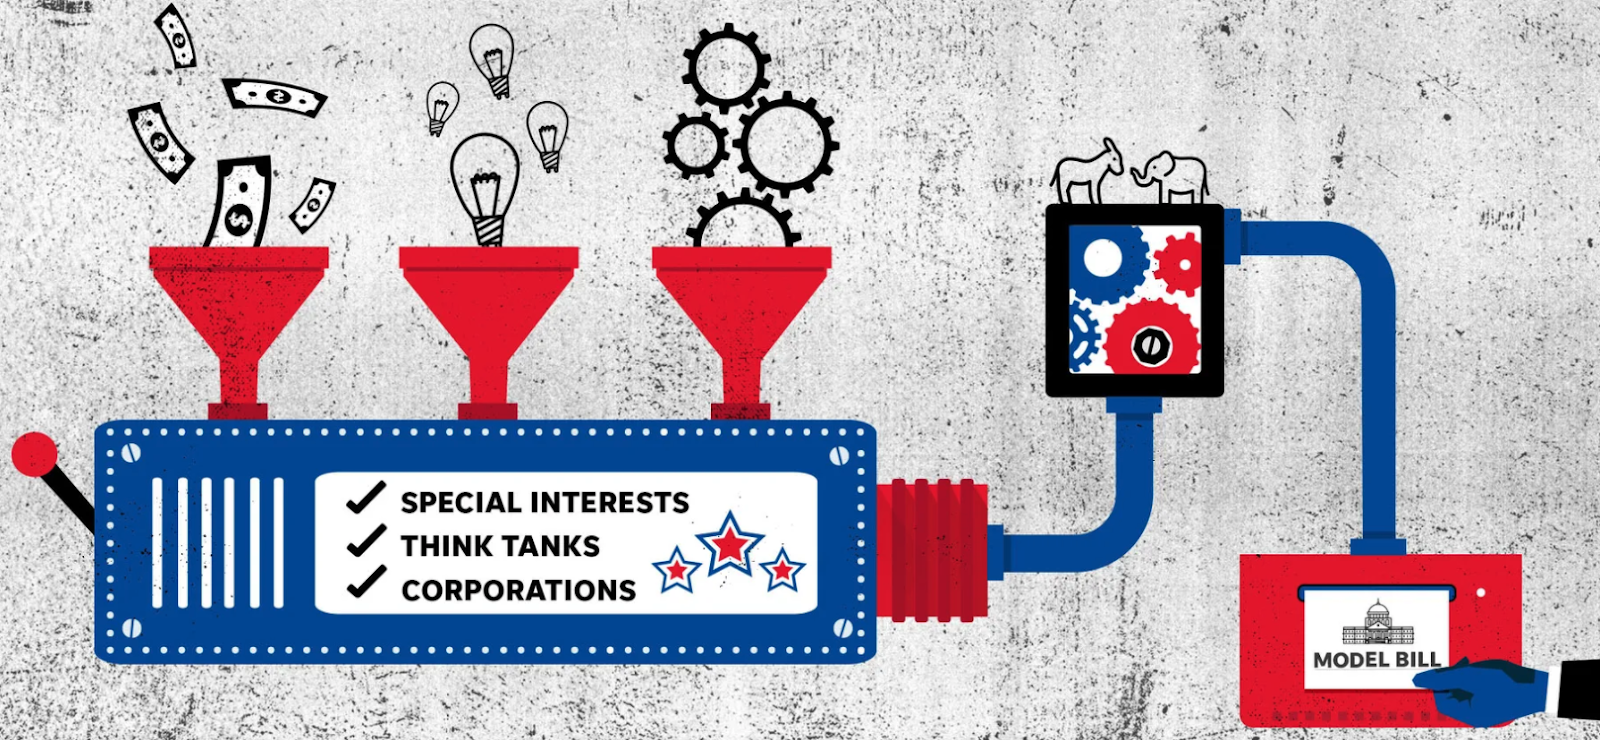 SPECIAL INTERESTS
THINK TANKS
CORPORATIONS
MODEL BILL